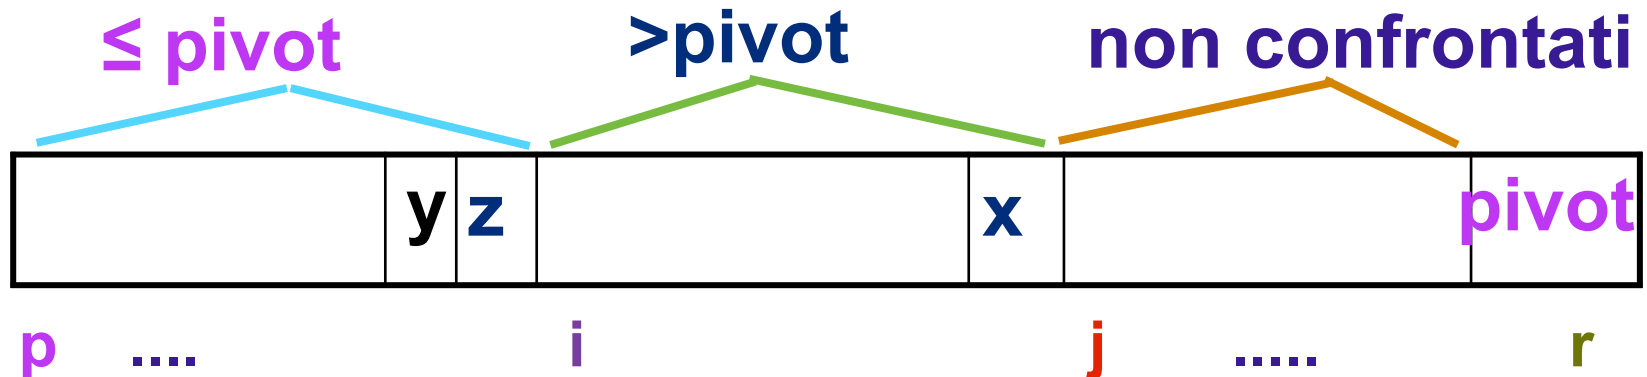 ≤ pivot >pivot non confrontati
y z x pivot
p .... i j ..... r